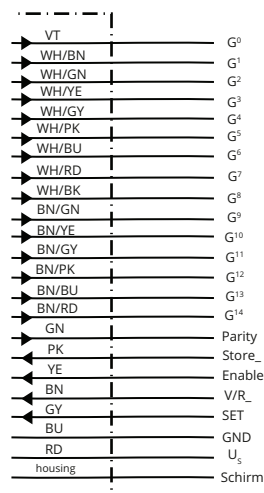 VT G⁰
WH/BN G¹
WH/GN G²
WH/YE G³
WH/GY G⁴
WH/PK G⁵
WH/BU G⁶
WH/RD G⁷
WH/BK G⁸
BN/GN G⁹
BN/YE G¹⁰
BN/GY G¹¹
BN/PK G¹²
BN/BU G¹³
BN/RD G¹⁴
GN Parity
PK Store_
YE Enable
BN V/R_
GY SET
BU GND
RD Uₛ
housing Schirm